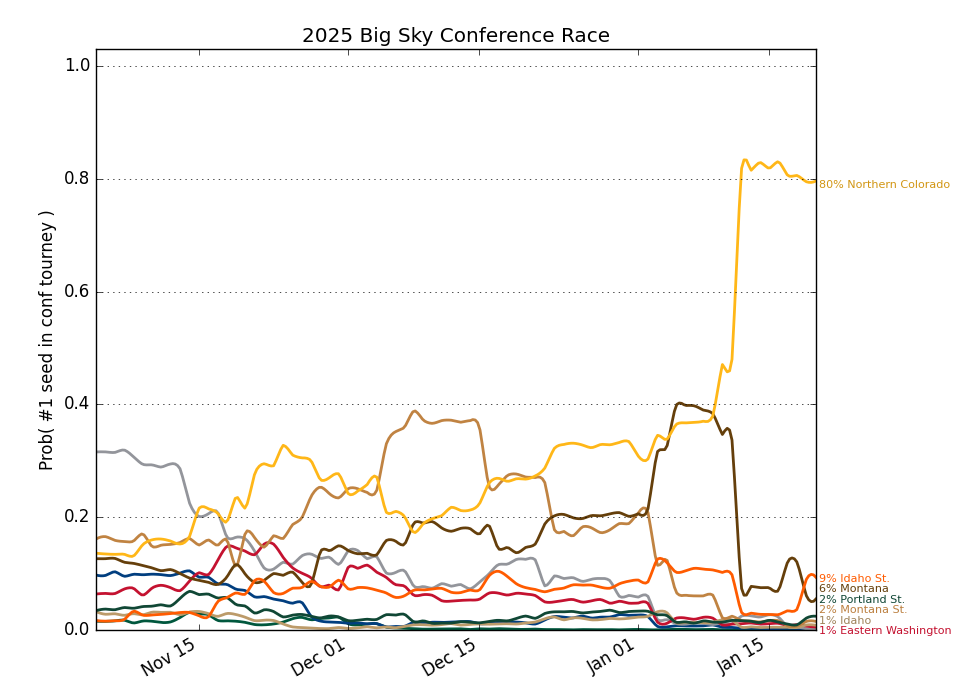 2025 Big Sky Conference Race
Prob( #1 seed in conf tourney )
1.0
0.8
0.6
0.4
0.2
0.0
Nov 15
Dec 01
Dec 15
Jan 01
Jan 15
80% Northern Colorado
9% Idaho St.
6% Montana
2% Portland St.
2% Montana St.
1% Idaho
1% Eastern Washington